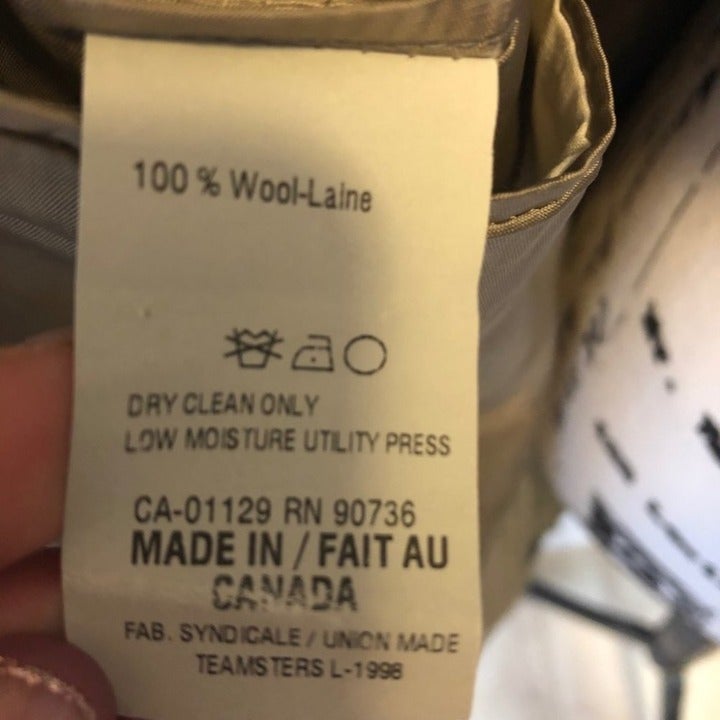 100 % Wool-Laine
DRY CLEAN ONLY
LOW MOISTURE UTILITY PRESS
CA-01129 RN 90736
MADE IN / FAIT AU
CANADA
FAB. SYNDICALE / UNION MADE
TEAMSTERS L-1998